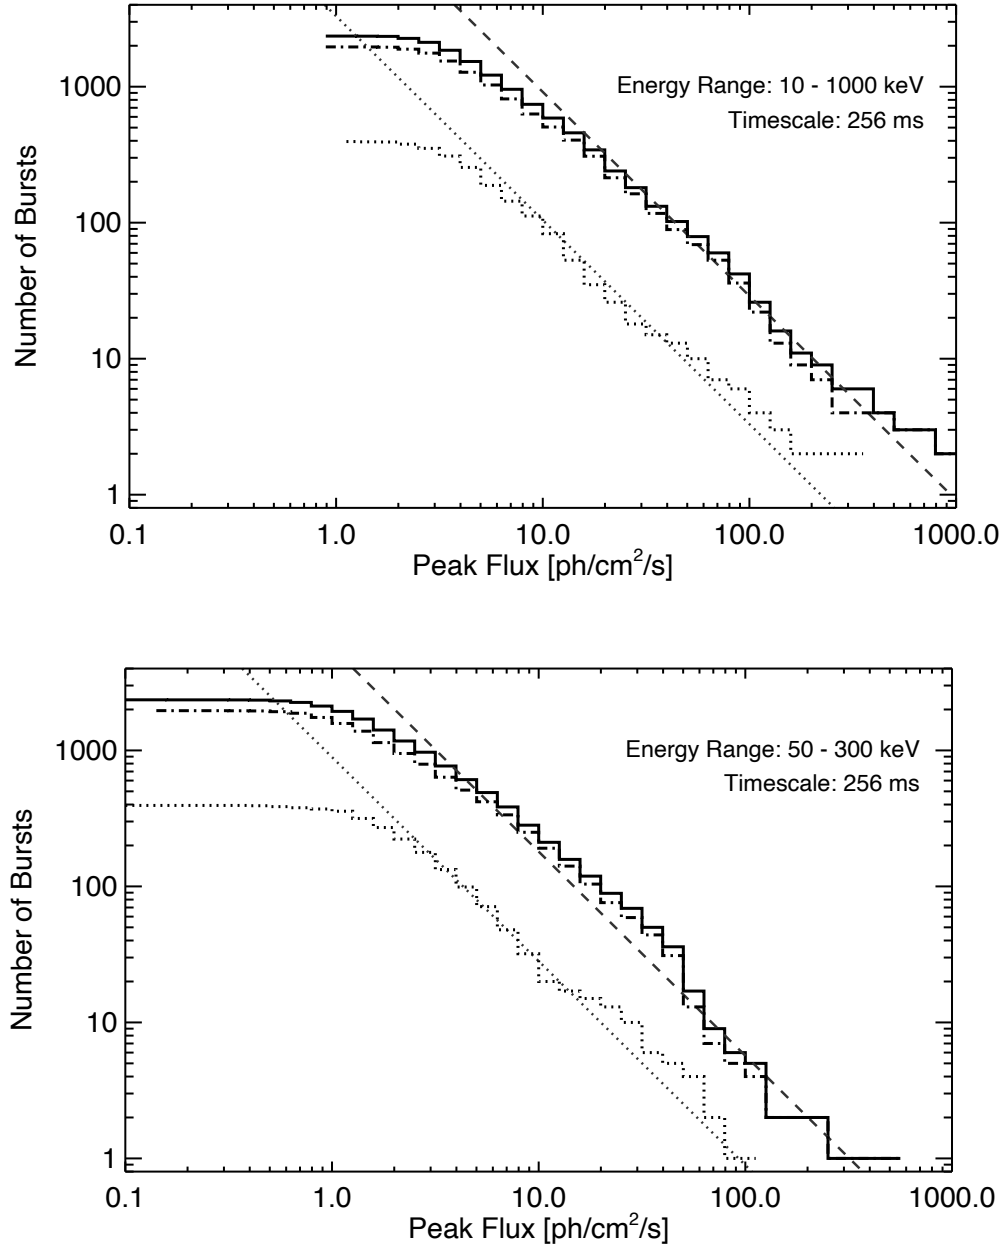 Energy Range: 10 - 1000 keV
Timescale: 256 ms
Number of Bursts
1000
100
10
1
0.1 1.0 10.0 100.0 1000.0
Peak Flux [ph/cm²/s]
Energy Range: 50 - 300 keV
Timescale: 256 ms
Number of Bursts
1000
100
10
1
0.1 1.0 10.0 100.0 1000.0
Peak Flux [ph/cm²/s]